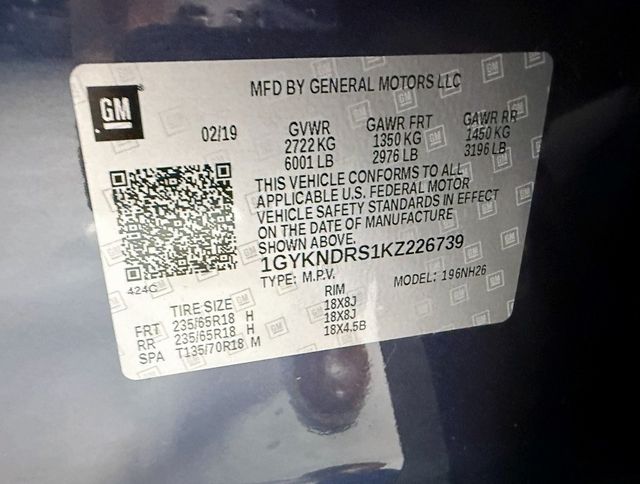 GM
MFD BY GENERAL MOTORS LLC
02/19 GVWR GAWR FRT GAWR RR
2722 KG 1350 KG 1450 KG
6001 LB 2976 LB 3196 LB
THIS VEHICLE CONFORMS TO ALL
APPLICABLE U.S. FEDERAL MOTOR
VEHICLE SAFETY STANDARDS IN EFFECT
ON THE DATE OF MANUFACTURE
SHOWN ABOVE.
1GYKNDRS1KZ226739
TYPE: M.P.V. MODEL: 196NH26
424C
TIRE SIZE RIM
FRT 235/65R18 H 18X8J
RR 235/65R18 H 18X8J
SPA T135/70R18 M 18X4.5B